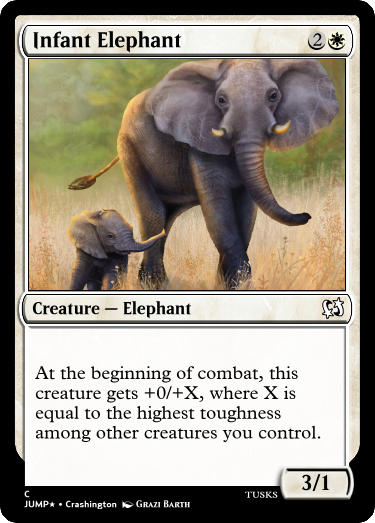 Infant Elephant 2
Creature — Elephant
At the beginning of combat, this
creature gets +0/+X, where X is
equal to the highest toughness
among other creatures you control.
3/1
C
JUMP★ • Crashington Grazi Barth
TUSKS